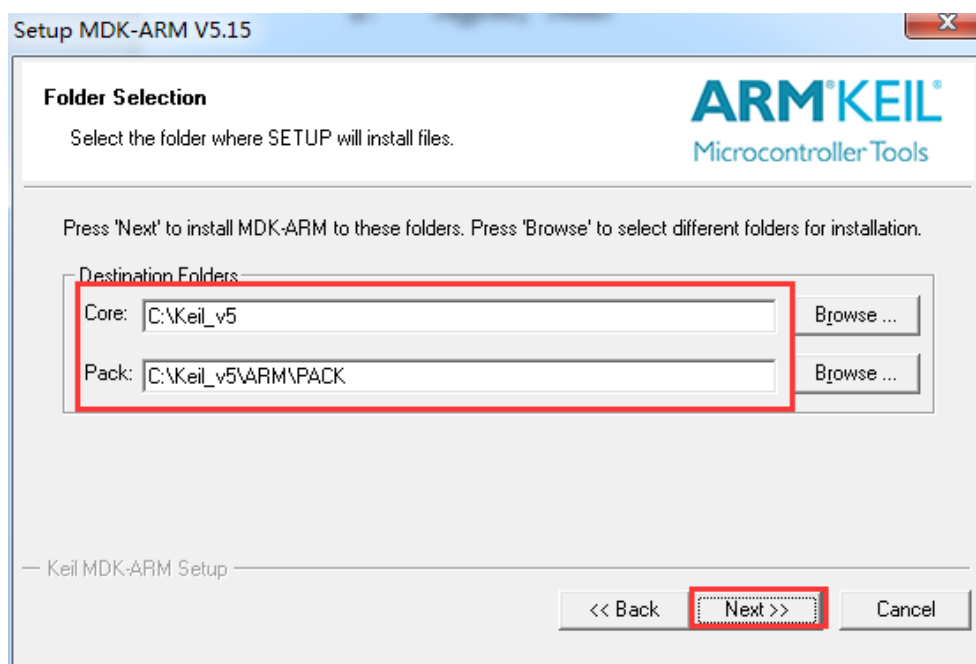 Setup MDK-ARM V5.15
Folder Selection
Select the folder where SETUP will install files.
ARM®KEIL®
Microcontroller Tools
Press 'Next' to install MDK-ARM to these folders. Press 'Browse' to select different folders for installation.
Destination Folders
Core: C:\Keil_v5 Browse ...
Pack: C:\Keil_v5\ARM\PACK Browse ...
Keil MDK-ARM Setup
<< Back Next >> Cancel